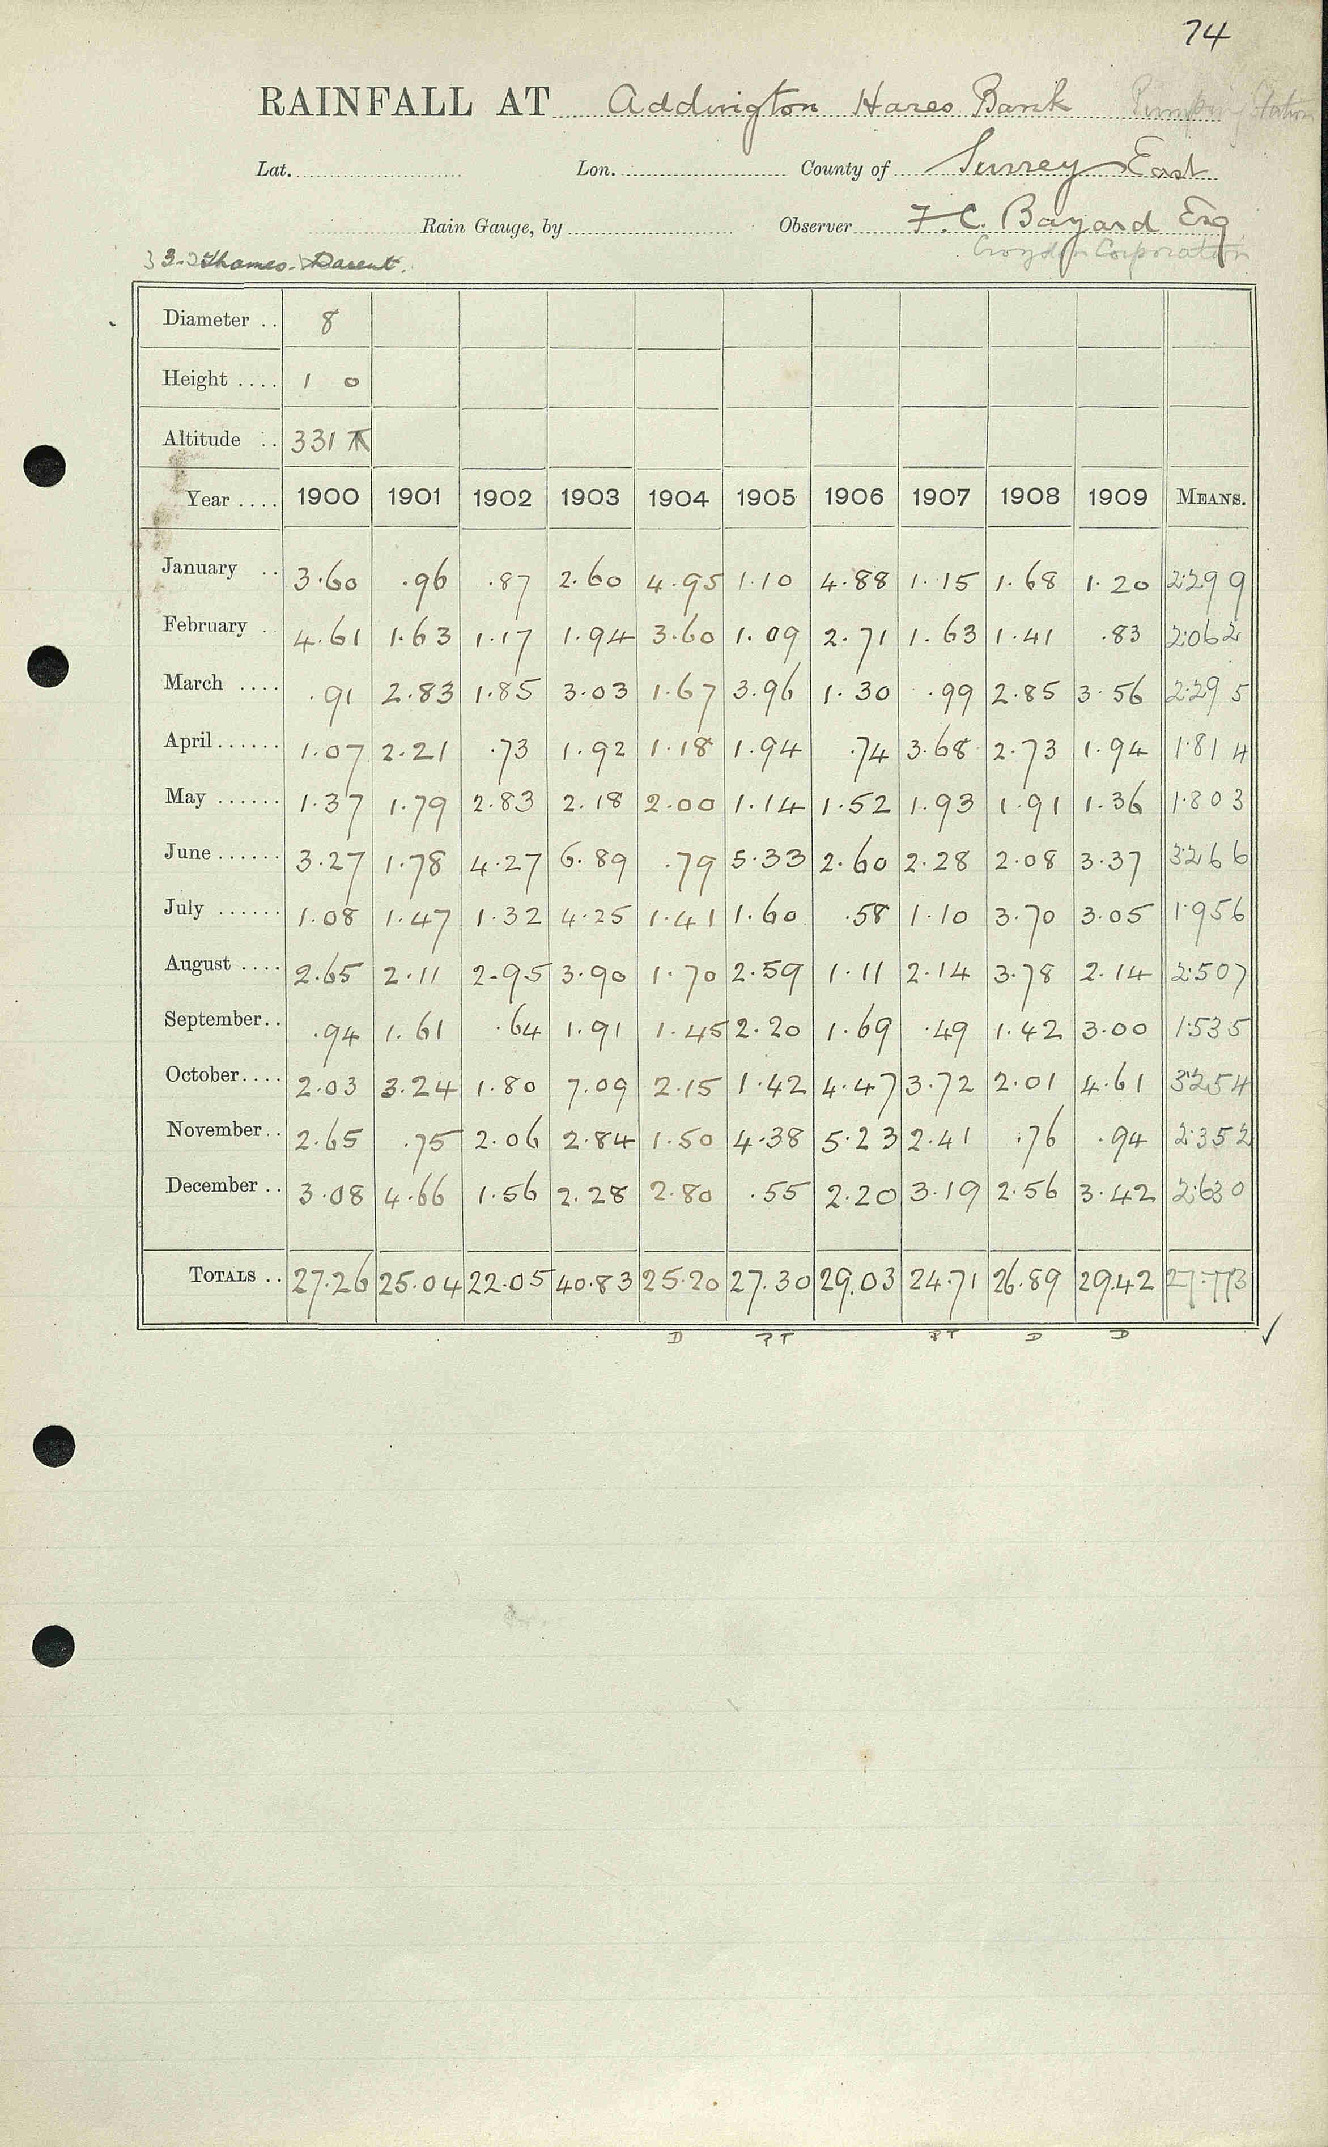 74
RAINFALL AT Addington Hares Bank Pumping Station
Lat. Lon. County of Surrey East
Rain Gauge, by Observer F. C. Bayard Esq
Croydon Corporation
Thames. Darent.
Diameter .. 8
Height .... 1 0
Altitude .. 331
Year .... 1900 1901 1902 1903 1904 1905 1906 1907 1908 1909 MEANS.
January .. 3.60 .96 .87 2.60 4.95 1.10 4.88 1.15 1.68 1.20 2.299
February . 4.61 1.63 1.17 1.94 3.60 1.09 2.71 1.63 1.41 .83 2.062
March .... .91 2.83 1.85 3.03 1.67 3.96 1.30 .99 2.85 3.56 2.295
April...... 1.07 2.21 .73 1.92 1.18 1.94 .74 3.68 2.73 1.94 1.814
May ...... 1.37 1.79 2.83 2.18 2.00 1.14 1.52 1.93 1.91 1.36 1.803
June...... 3.27 1.78 4.27 6.89 .79 5.33 2.60 2.28 2.08 3.37 3.266
July ...... 1.08 1.47 1.32 4.25 1.41 1.60 .58 1.10 3.70 3.05 1.956
August .... 2.65 2.11 2.95 3.90 1.70 2.59 1.11 2.14 3.78 2.14 2.507
September.. .94 1.61 .64 1.91 1.45 2.20 1.69 .49 1.42 3.00 1.535
October.... 2.03 3.24 1.80 7.09 2.15 1.42 4.47 3.72 2.01 4.61 3.254
November.. 2.65 .75 2.06 2.84 1.50 4.38 5.23 2.41 .76 .94 2.352
December .. 3.08 4.66 1.56 2.28 2.80 .55 2.20 3.19 2.56 3.42 2.630
TOTALS .. 27.26 25.04 22.05 40.83 25.20 27.30 29.03 24.71 26.89 29.42 27.773
D PT PT D D ✓